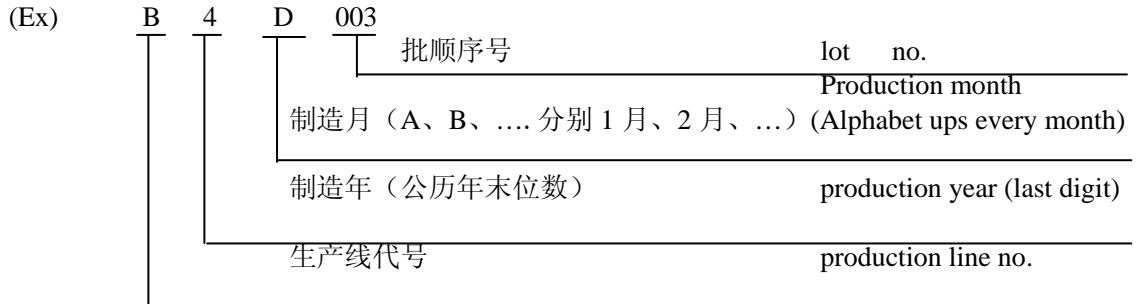 (Ex) B 4 D 003
批顺序号 lot no.
Production month
制造月（A、B、…. 分别 1 月、2 月、…）(Alphabet ups every month)
制造年（公历年末位数） production year (last digit)
生产线代号 production line no.